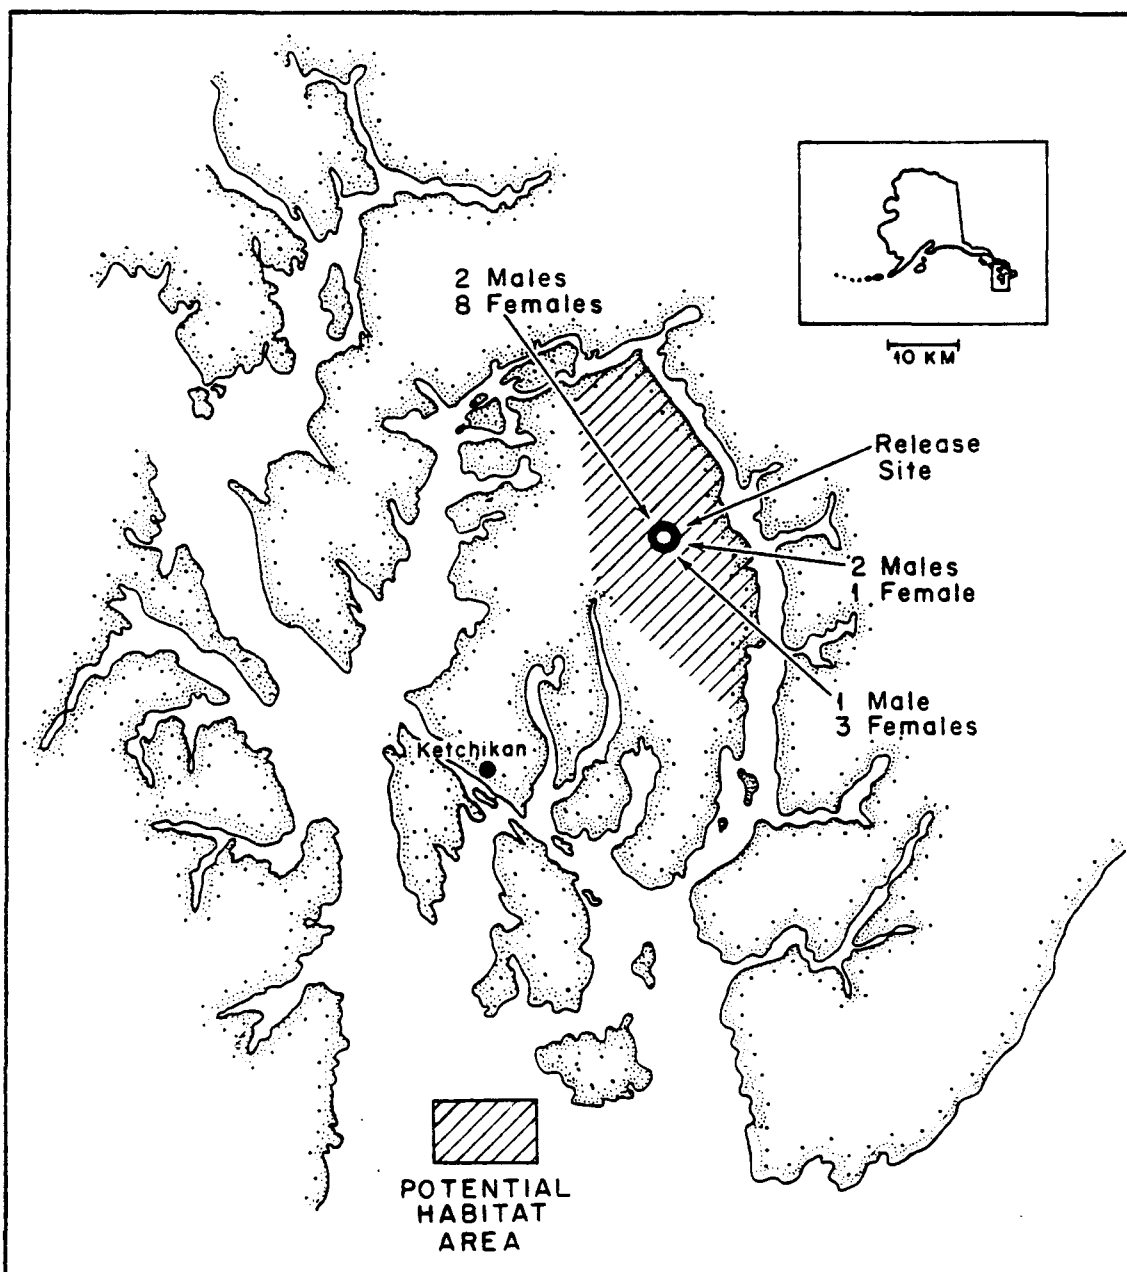 2 Males
8 Females
10 KM
Release
Site
2 Males
1 Female
1 Male
3 Females
Ketchikan
POTENTIAL
HABITAT
AREA